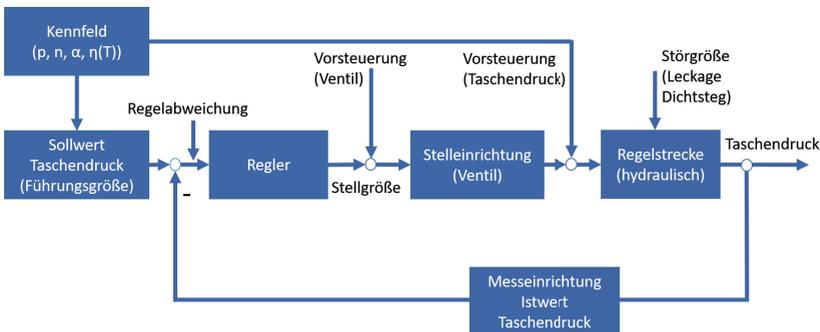 Kennfeld
(p, n, α, η(T))
Vorsteuerung
(Ventil)
Vorsteuerung
(Taschendruck)
Störgröße
(Leckage
Dichtsteg)
Regelabweichung
Sollwert
Taschendruck
(Führungsgröße)
Regler
Stellgröße
Stelleinrichtung
(Ventil)
Regelstrecke
(hydraulisch)
Taschendruck
-
Messeinrichtung
Istwert
Taschendruck